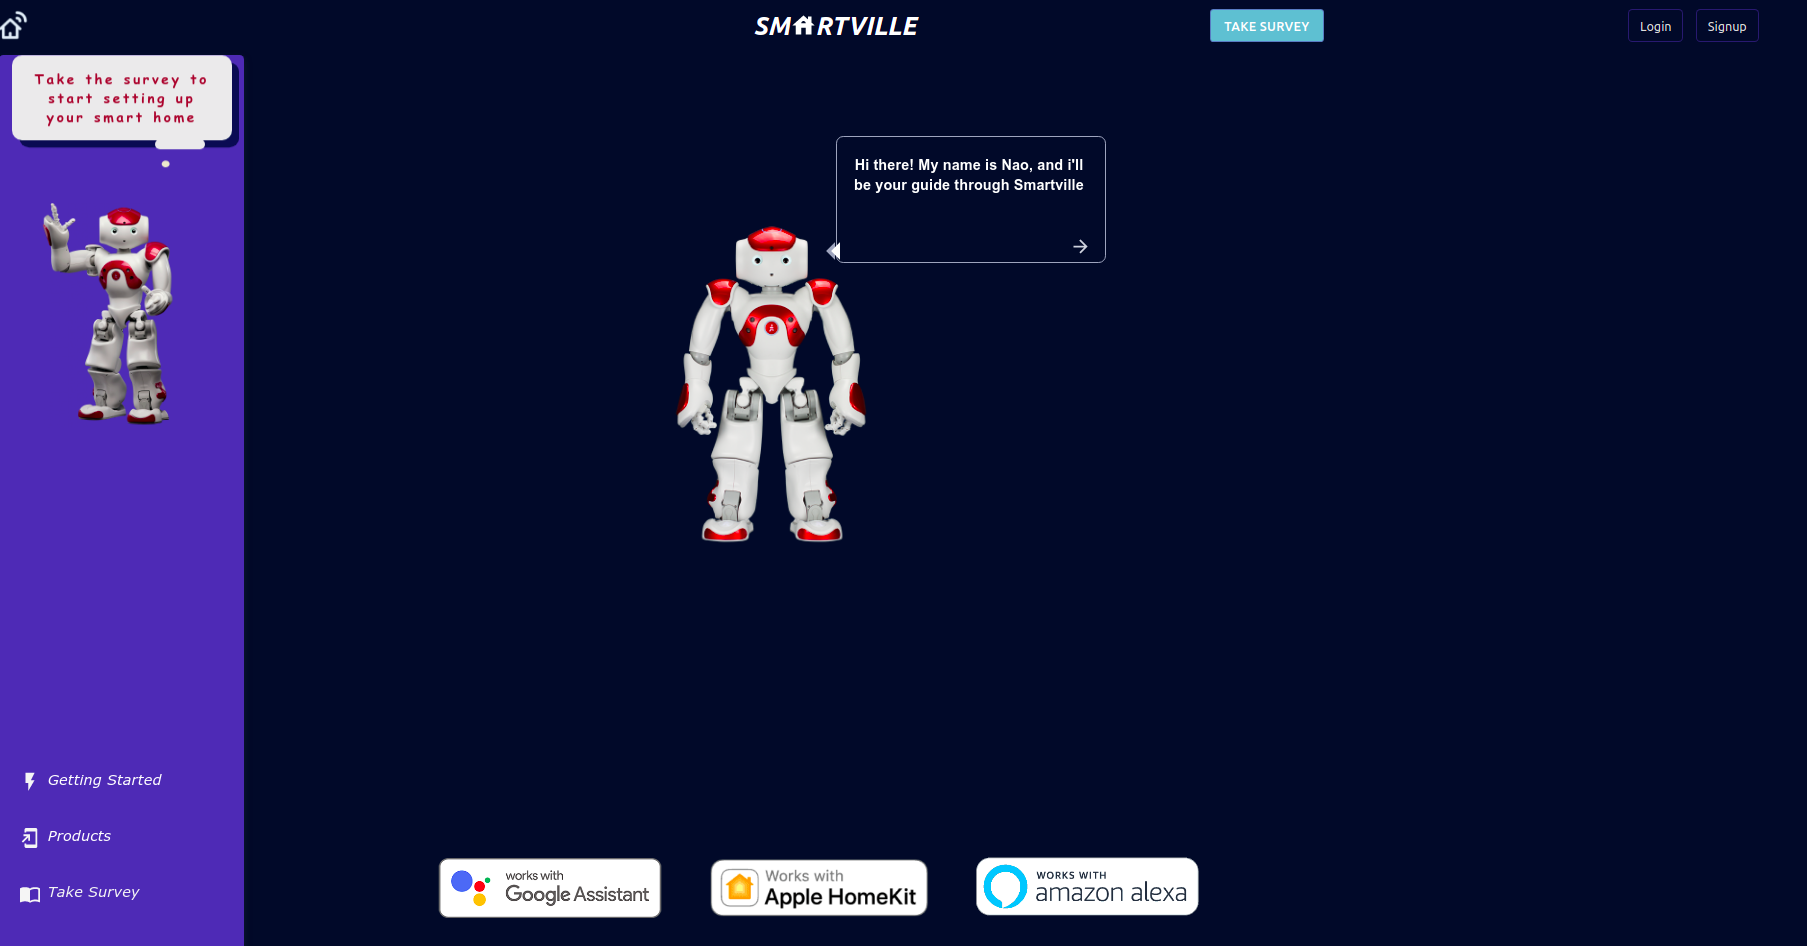 SMARTVILLE
TAKE SURVEY
Login
Signup
Take the survey to
start setting up
your smart home
Hi there! My name is Nao, and i'll
be your guide through Smartville
Getting Started
Products
Take Survey
works with
Google Assistant
Works with
Apple HomeKit
WORKS WITH
amazon alexa